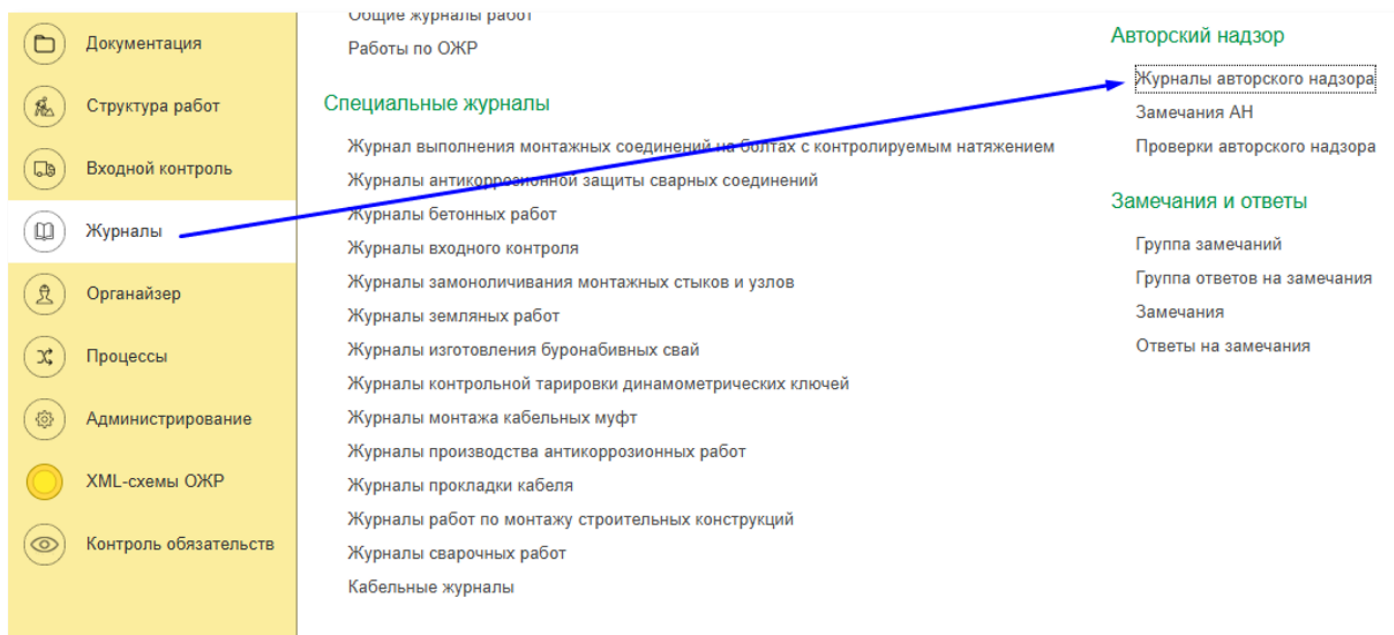 Документация
Структура работ
Входной контроль
Журналы
Органайзер
Процессы
Администрирование
XML-схемы ОЖР
Контроль обязательств
Общие журналы работ
Работы по ОЖР
Специальные журналы
Журнал выполнения монтажных соединений на болтах с контролируемым натяжением
Журналы антикоррозионной защиты сварных соединений
Журналы бетонных работ
Журналы входного контроля
Журналы замоноличивания монтажных стыков и узлов
Журналы земляных работ
Журналы изготовления буронабивных свай
Журналы контрольной тарировки динамометрических ключей
Журналы монтажа кабельных муфт
Журналы производства антикоррозионных работ
Журналы прокладки кабеля
Журналы работ по монтажу строительных конструкций
Журналы сварочных работ
Кабельные журналы
Авторский надзор
Журналы авторского надзора
Замечания АН
Проверки авторского надзора
Замечания и ответы
Группа замечаний
Группа ответов на замечания
Замечания
Ответы на замечания